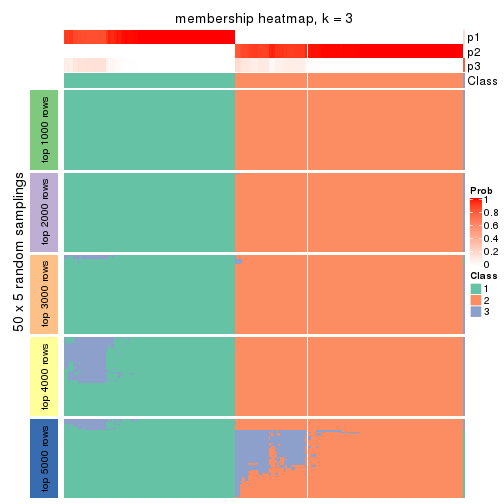 membership heatmap, k = 3
p1
p2
p3
Class
50 x 5 random samplings
top 1000 rows
top 2000 rows
top 3000 rows
top 4000 rows
top 5000 rows
Prob
1
0.8
0.6
0.4
0.2
0
Class
1
2
3